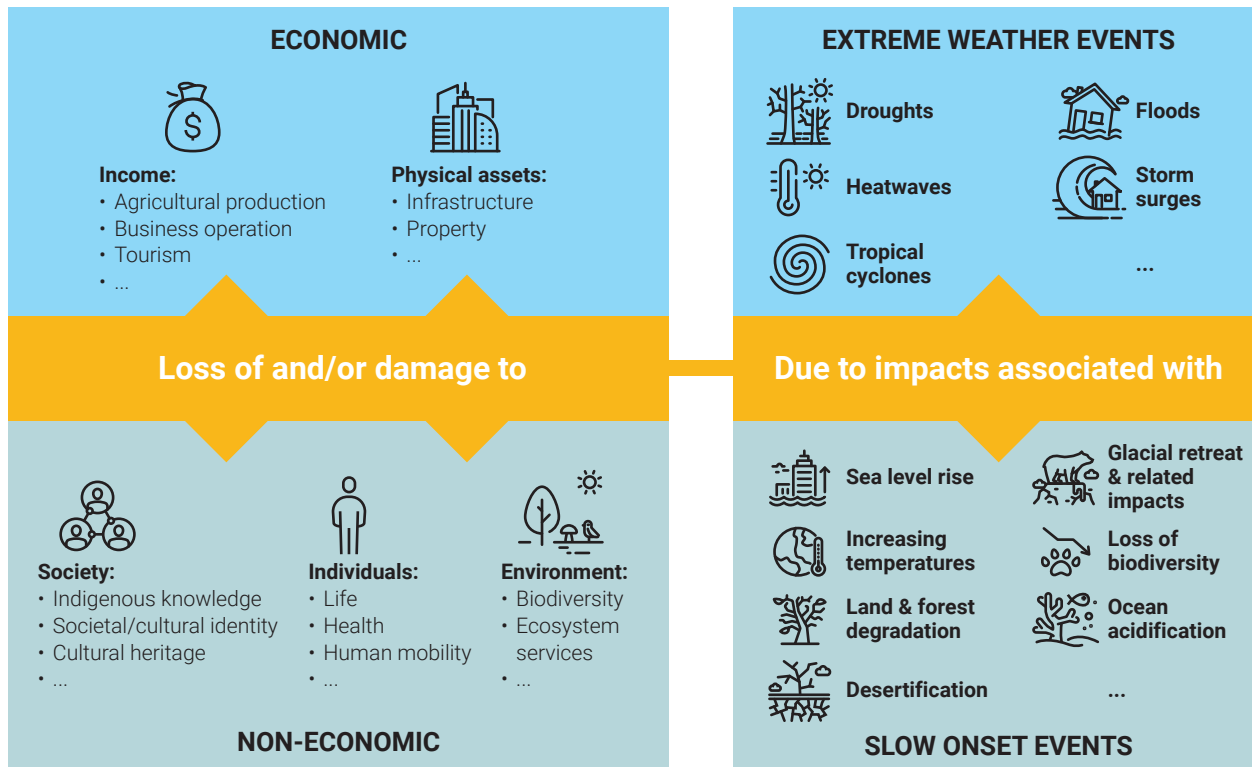 ECONOMIC
$
Income:
• Agricultural production
• Business operation
• Tourism
• ...
Physical assets:
• Infrastructure
• Property
• ...
Loss of and/or damage to
Society:
• Indigenous knowledge
• Societal/cultural identity
• Cultural heritage
• ...
Individuals:
• Life
• Health
• Human mobility
• ...
Environment:
• Biodiversity
• Ecosystem
services
• ...
NON-ECONOMIC
EXTREME WEATHER EVENTS
Droughts
Floods
Heatwaves
Storm
surges
Tropical
cyclones
...
Due to impacts associated with
Sea level rise
Glacial retreat
& related
impacts
Increasing
temperatures
Loss of
biodiversity
Land & forest
degradation
Ocean
acidification
Desertification
...
SLOW ONSET EVENTS